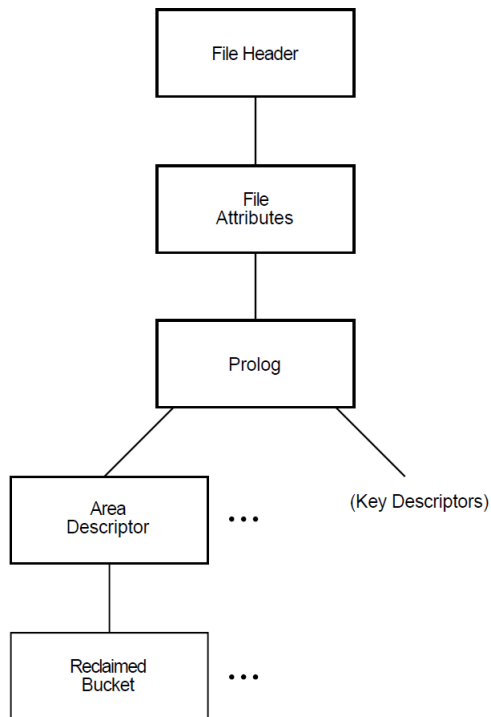 File Header
File
Attributes
Prolog
Area
Descriptor
...
(Key Descriptors)
Reclaimed
Bucket
...